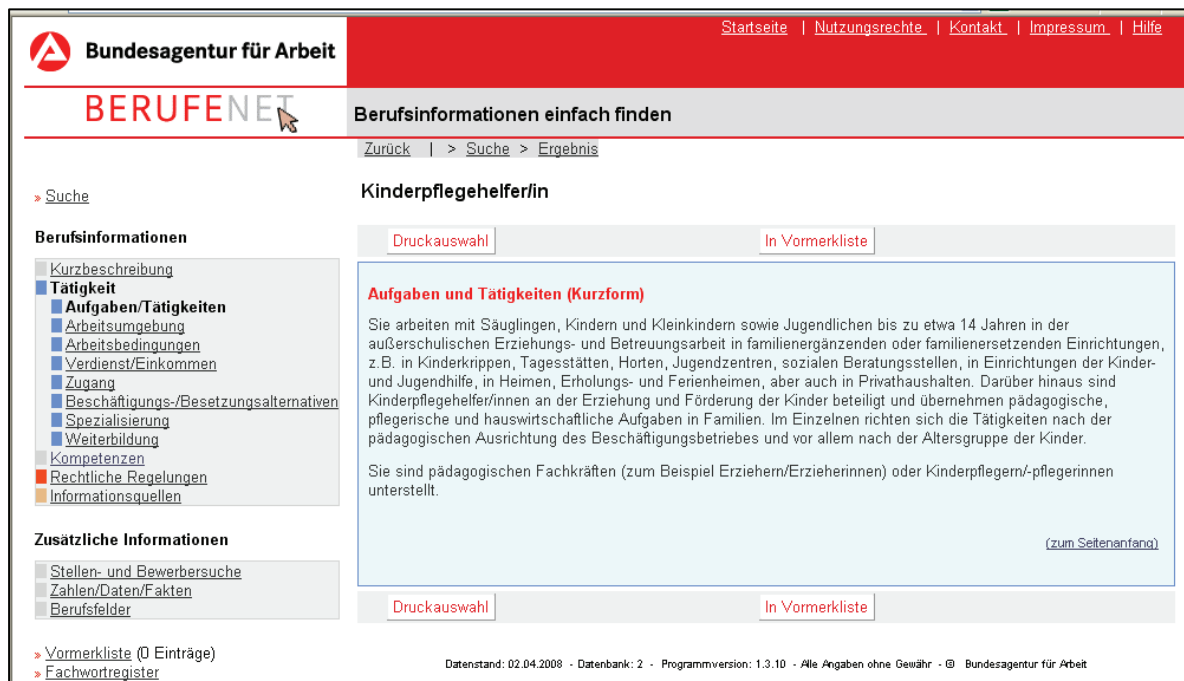 Startseite | Nutzungsrechte | Kontakt | Impressum | Hilfe
Bundesagentur für Arbeit
BERUFENET
Berufsinformationen einfach finden
Zurück | > Suche > Ergebnis
» Suche
Berufsinformationen
Kurzbeschreibung
Tätigkeit
Aufgaben/Tätigkeiten
Arbeitsumgebung
Arbeitsbedingungen
Verdienst/Einkommen
Zugang
Beschäftigungs-/Besetzungsalternativen
Spezialisierung
Weiterbildung
Kompetenzen
Rechtliche Regelungen
Informationsquellen
Zusätzliche Informationen
Stellen- und Bewerbersuche
Zahlen/Daten/Fakten
Berufsfelder
» Vormerkliste (0 Einträge)
» Fachwortregister
Kinderpflegehelfer/in
Druckauswahl In Vormerkliste
Aufgaben und Tätigkeiten (Kurzform)
Sie arbeiten mit Säuglingen, Kindern und Kleinkindern sowie Jugendlichen bis zu etwa 14 Jahren in der
außerschulischen Erziehungs- und Betreuungsarbeit in familienergänzenden oder familienersetzenden Einrichtungen,
z.B. in Kinderkrippen, Tagesstätten, Horten, Jugendzentren, sozialen Beratungsstellen, in Einrichtungen der Kinder-
und Jugendhilfe, in Heimen, Erholungs- und Ferienheimen, aber auch in Privathaushalten. Darüber hinaus sind
Kinderpflegehelfer/innen an der Erziehung und Förderung der Kinder beteiligt und übernehmen pädagogische,
pflegerische und hauswirtschaftliche Aufgaben in Familien. Im Einzelnen richten sich die Tätigkeiten nach der
pädagogischen Ausrichtung des Beschäftigungsbetriebes und vor allem nach der Altersgruppe der Kinder.
Sie sind pädagogischen Fachkräften (zum Beispiel Erziehern/Erzieherinnen) oder Kinderpflegern/-pflegerinnen
unterstellt.
(zum Seitenanfang)
Druckauswahl In Vormerkliste
Datenstand: 02.04.2008 - Datenbank: 2 - Programmversion: 1.3.10 - Alle Angaben ohne Gewähr - © Bundesagentur für Arbeit